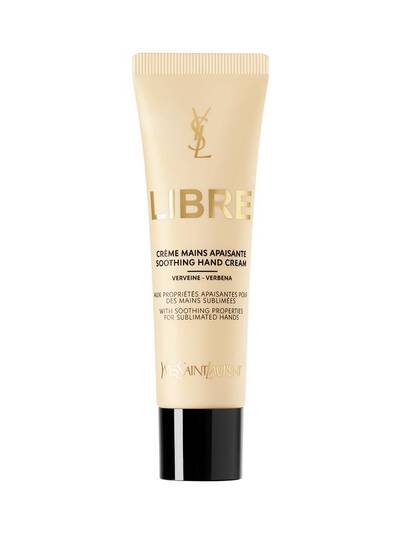 YSL
LIBRE
CRÈME MAINS APAISANTE
SOOTHING HAND CREAM
VERVEINE - VERBENA
AUX PROPRIÉTÉS APAISANTES POUR
DES MAINS SUBLIMÉES
WITH SOOTHING PROPERTIES
FOR SUBLIMATED HANDS
YVESSAINTLAURENT